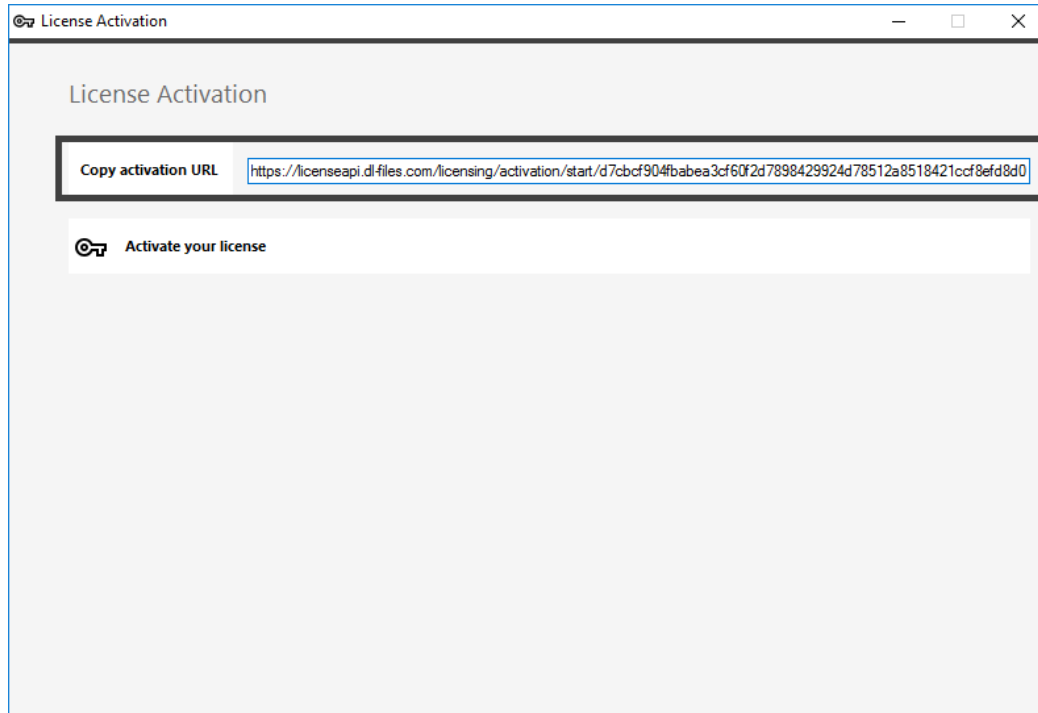 License Activation
License Activation
Copy activation URL https://licenseapi.dl-files.com/licensing/activation/start/d7cbcf904fbabea3cf60f2d7898429924d78512a8518421ccf8efd8d0
Activate your license